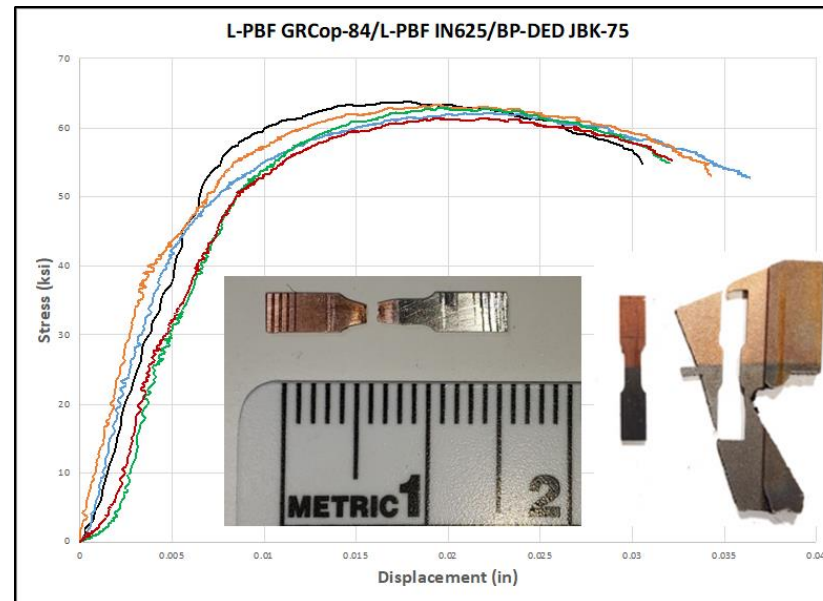 L-PBF GRCop-84/L-PBF IN625/BP-DED JBK-75
70
60
50
40
30
20
10
0
Stress (ksi)
METRIC 1 2
0 0.005 0.01 0.015 0.02 0.025 0.03 0.035 0.04
Displacement (in)